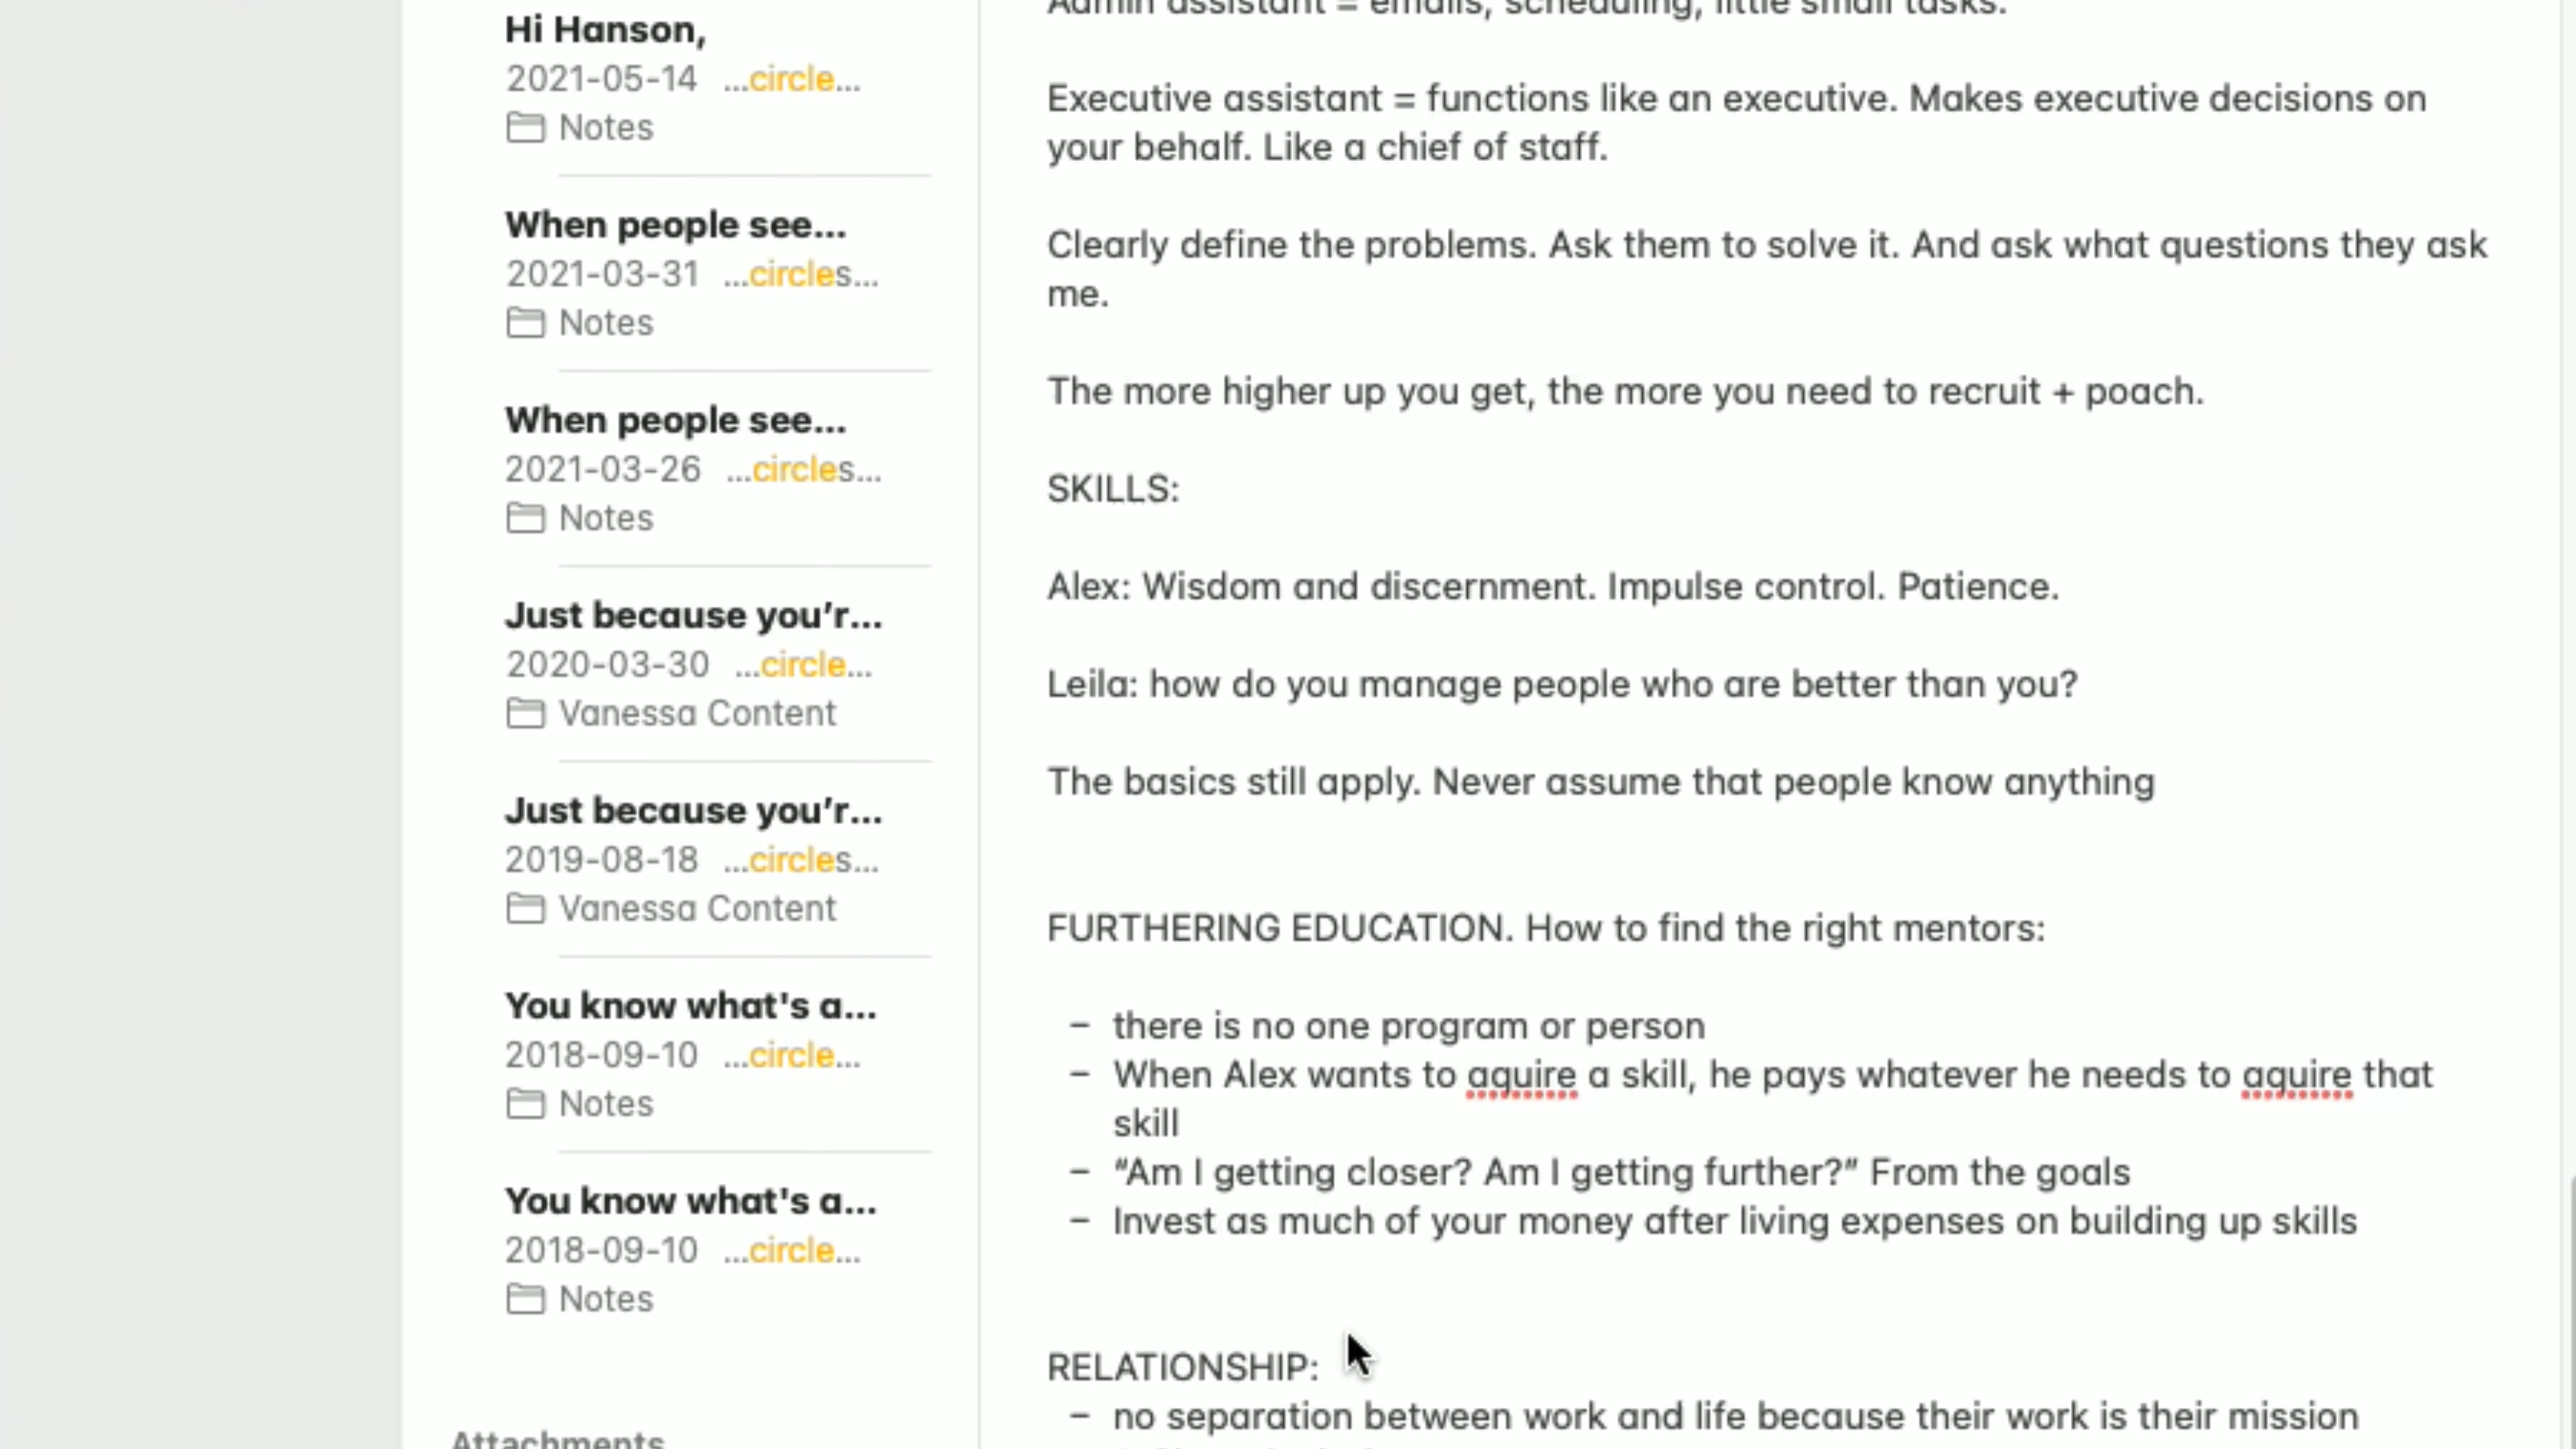 Hi Hanson,
2021-05-14 ...circle...
Notes
When people see...
2021-03-31 ...circles...
Notes
When people see...
2021-03-26 ...circles...
Notes
Just because you’r...
2020-03-30 ...circle...
Vanessa Content
Just because you’r...
2019-08-18 ...circles...
Vanessa Content
You know what's a...
2018-09-10 ...circle...
Notes
You know what's a...
2018-09-10 ...circle...
Notes
Attachments
Admin assistant = emails, scheduling, little small tasks.
Executive assistant = functions like an executive. Makes executive decisions on
your behalf. Like a chief of staff.
Clearly define the problems. Ask them to solve it. And ask what questions they ask
me.
The more higher up you get, the more you need to recruit + poach.
SKILLS:
Alex: Wisdom and discernment. Impulse control. Patience.
Leila: how do you manage people who are better than you?
The basics still apply. Never assume that people know anything
FURTHERING EDUCATION. How to find the right mentors:
– there is no one program or person
– When Alex wants to aquire a skill, he pays whatever he needs to aquire that
skill
– “Am I getting closer? Am I getting further?” From the goals
– Invest as much of your money after living expenses on building up skills
RELATIONSHIP:
– no separation between work and life because their work is their mission